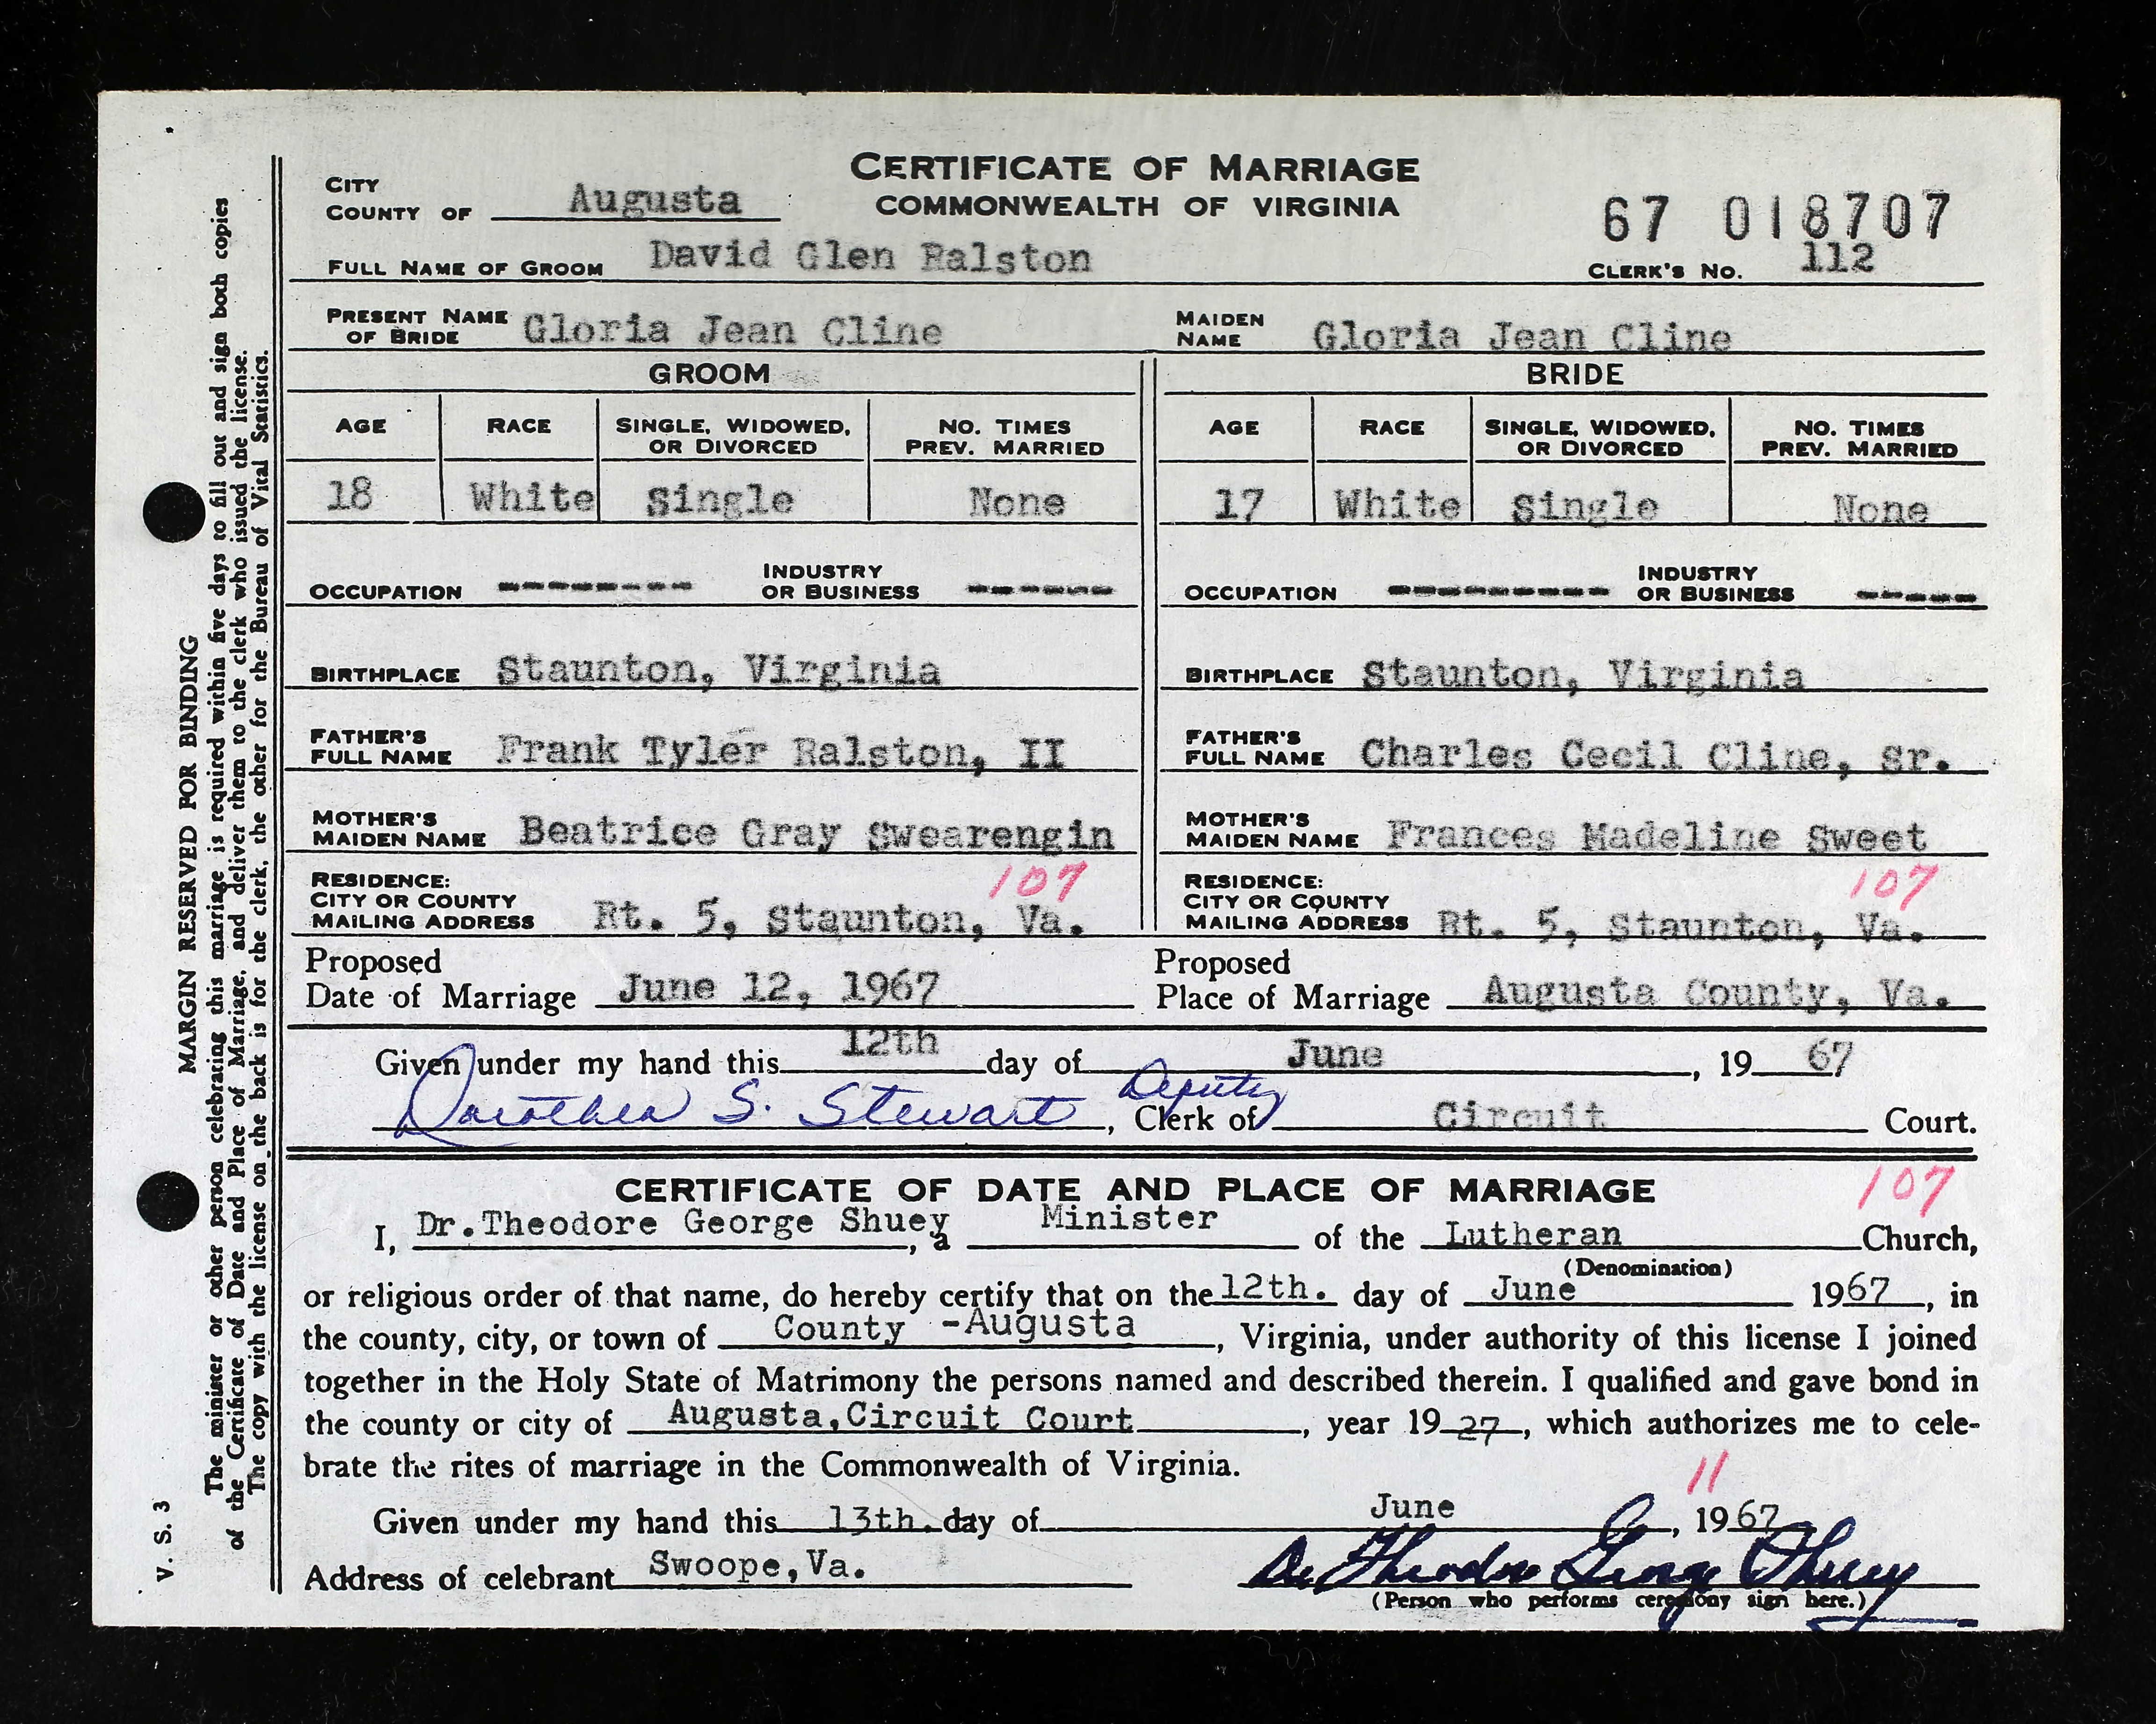 CERTIFICATE OF MARRIAGE
COMMONWEALTH OF VIRGINIA
CITY
COUNTY OF Augusta
67 018707
FULL NAME OF GROOM David Glen Ralston
CLERK'S NO. 112
PRESENT NAME OF BRIDE Gloria Jean Cline
MAIDEN NAME Gloria Jean Cline
GROOM BRIDE
AGE RACE SINGLE, WIDOWED, OR DIVORCED NO. TIMES PREV. MARRIED AGE RACE SINGLE, WIDOWED, OR DIVORCED NO. TIMES PREV. MARRIED
18 White Single None 17 White Single None
OCCUPATION -------- INDUSTRY OR BUSINESS ------ OCCUPATION --------- INDUSTRY OR BUSINESS -----
BIRTHPLACE Staunton, Virginia BIRTHPLACE Staunton, Virginia
FATHER'S FULL NAME Frank Tyler Ralston, II FATHER'S FULL NAME Charles Cecil Cline, Sr.
MOTHER'S MAIDEN NAME Beatrice Gray Swearengin MOTHER'S MAIDEN NAME Frances Madeline Sweet
107 107
RESIDENCE: CITY OR COUNTY MAILING ADDRESS Rt. 5, Staunton, Va. RESIDENCE: CITY OR COUNTY MAILING ADDRESS Rt. 5, Staunton, Va.
Proposed Date of Marriage June 12, 1967 Proposed Place of Marriage Augusta County, Va.
Given under my hand this 12th day of June, 19 67
Dorothea S. Stewart, Deputy Clerk of Circuit Court.
CERTIFICATE OF DATE AND PLACE OF MARRIAGE 107
I, Dr.Theodore George Shuey, a Minister of the Lutheran Church,
(Denomination)
or religious order of that name, do hereby certify that on the 12th. day of June 1967, in
the county, city, or town of County -Augusta, Virginia, under authority of this license I joined
together in the Holy State of Matrimony the persons named and described therein. I qualified and gave bond in
the county or city of Augusta,Circuit Court, year 19 27, which authorizes me to cele-
brate the rites of marriage in the Commonwealth of Virginia.
11
Given under my hand this 13th. day of June, 1967
Address of celebrant Swoope,Va. Dr. Theodore George Shuey
(Person who performs ceremony sign here.)
MARGIN RESERVED FOR BINDING
The minister or other person celebrating this marriage is required within five days to fill out and sign both copies
of the Certificate of Date and Place of Marriage, and deliver them to the clerk who issued the license.
The copy with the license on the back is for the clerk, the other for the Bureau of Vital Statistics.
V. S. 3